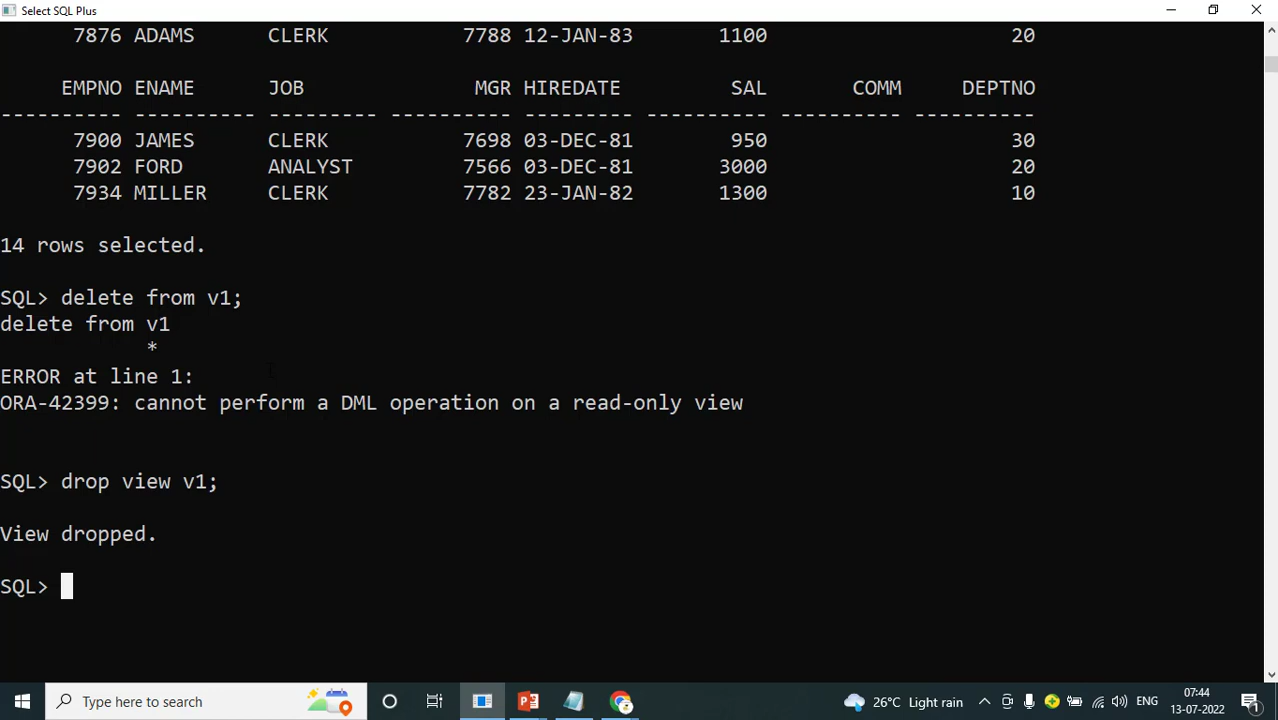 Select SQL Plus
7876 ADAMS CLERK 7788 12-JAN-83 1100 20
EMPNO ENAME JOB MGR HIREDATE SAL COMM DEPTNO
---------- ---------- --------- ---------- --------- ---------- ---------- ----------
7900 JAMES CLERK 7698 03-DEC-81 950 30
7902 FORD ANALYST 7566 03-DEC-81 3000 20
7934 MILLER CLERK 7782 23-JAN-82 1300 10
14 rows selected.
SQL> delete from v1;
delete from v1
*
ERROR at line 1:
ORA-42399: cannot perform a DML operation on a read-only view
SQL> drop view v1;
View dropped.
SQL>
Type here to search
26°C Light rain
ENG
07:44
13-07-2022
1